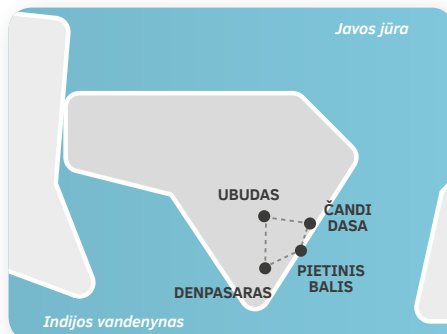 Javos jūra
UBUDAS
ČANDI
DASA
PIETINIS
BALIS
DENPASARAS
Indijos vandenynas